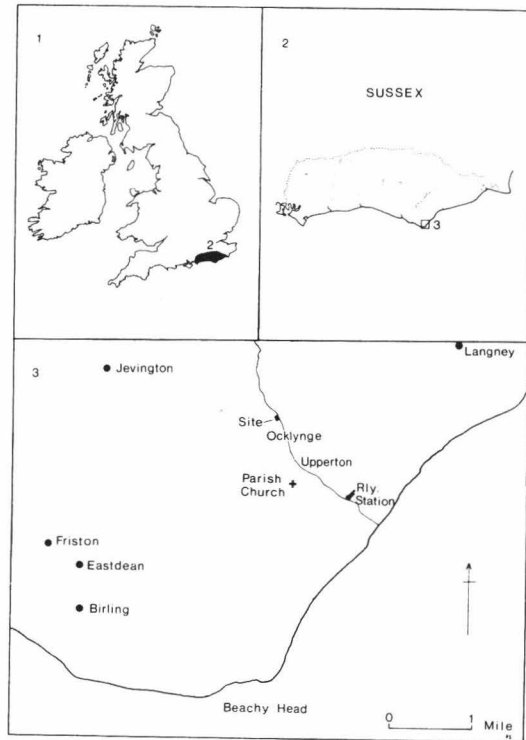 1
2
2
SUSSEX
3
3
Jevington
Langney
Site
Ocklynge
Upperton
Parish
Church
Rly.
Station
Friston
Eastdean
Birling
Beachy Head
0 1
Mile